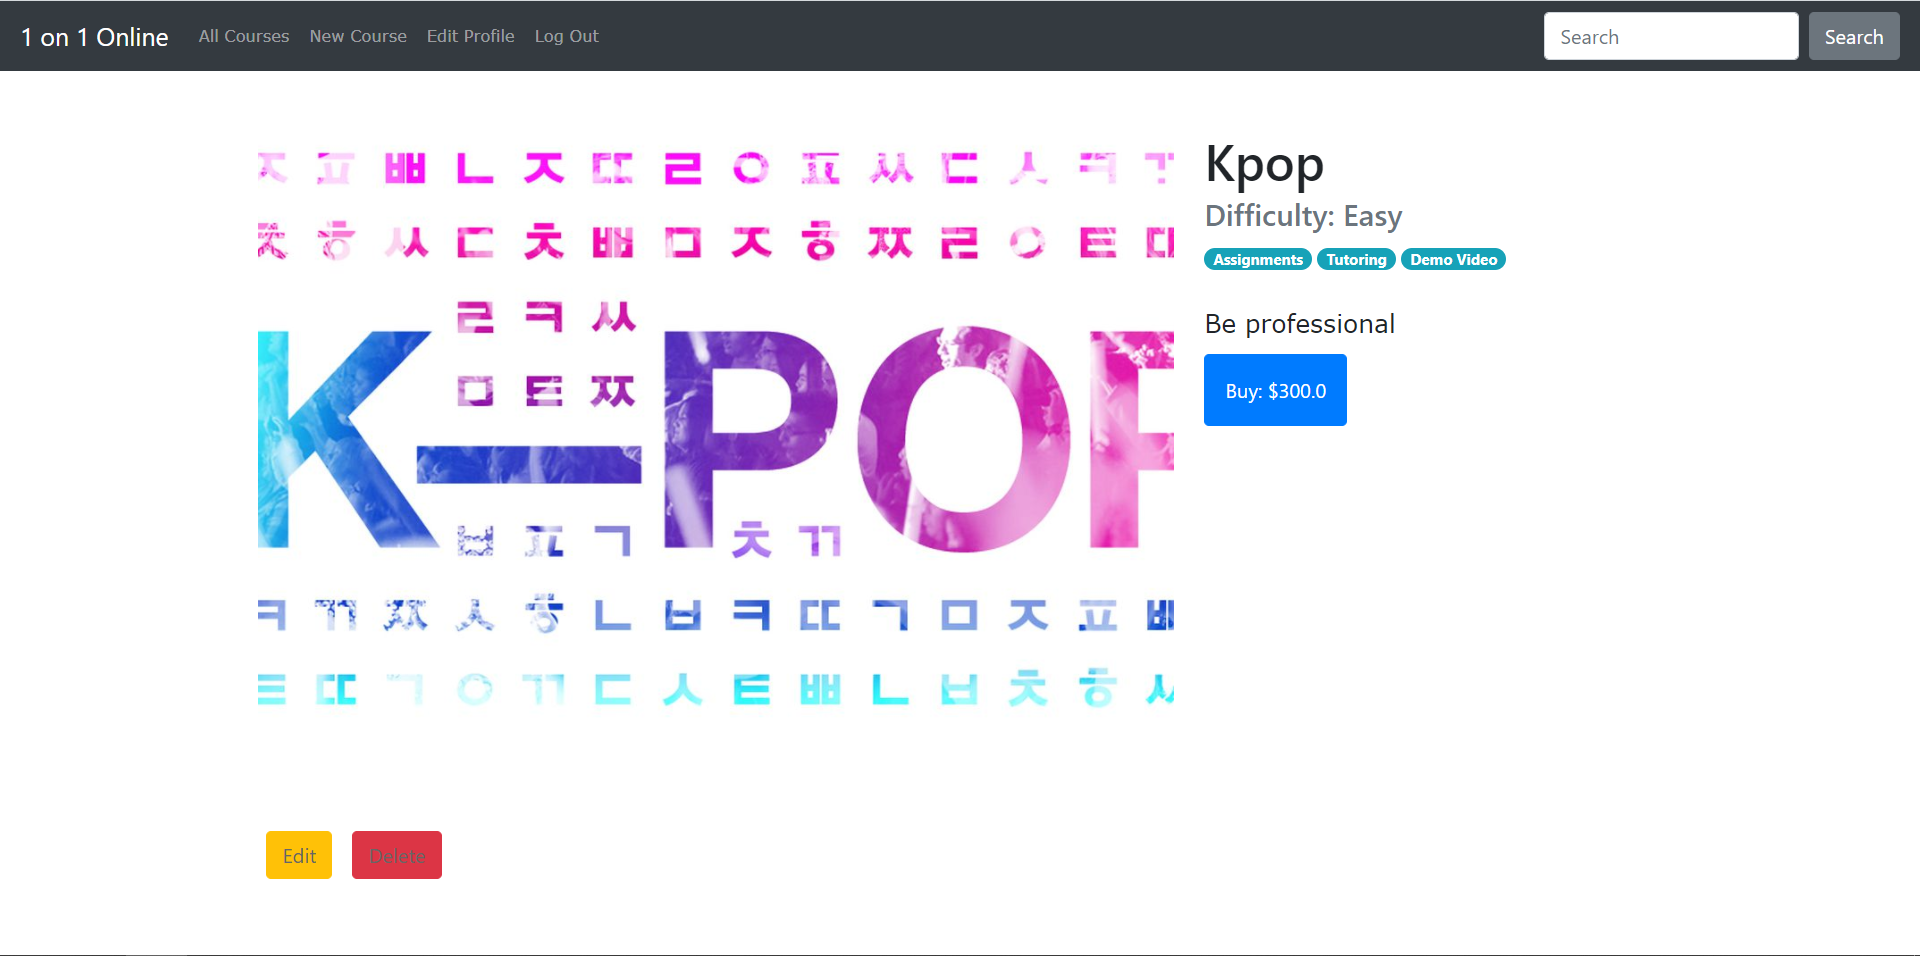 1 on 1 Online All Courses New Course Edit Profile Log Out Search Search
ㅈ ㅍ ㅃ ㄴ ㅈ ㄸ ㄹ ㅇ ㅍ ㅆ ㄷ ㅅ ㅋ
ㅊ ㅎ ㅆ ㄷ ㅊ ㅃ ㅁ ㅈ ㅎ ㅉ ㄹ ㅇ ㅌ
ㄹ ㅋ ㅆ
ㅁ ㅌ ㅉ
K-POP
ㅂ ㅍ ㄱ ㅊ ㄲ
ㅋ ㄲ ㅉ ㅅ ㅎ ㄴ ㅂ ㅋ ㄸ ㄱ ㅁ ㅈ ㅍ ㅃ
ㅌ ㄸ ㄱ ㅇ ㄲ ㄷ ㅅ ㅌ ㅃ ㄴ ㅂ ㅊ ㅎ ㅆ
Kpop
Difficulty: Easy
Assignments Tutoring Demo Video
Be professional
Buy: $300.0
Edit Delete